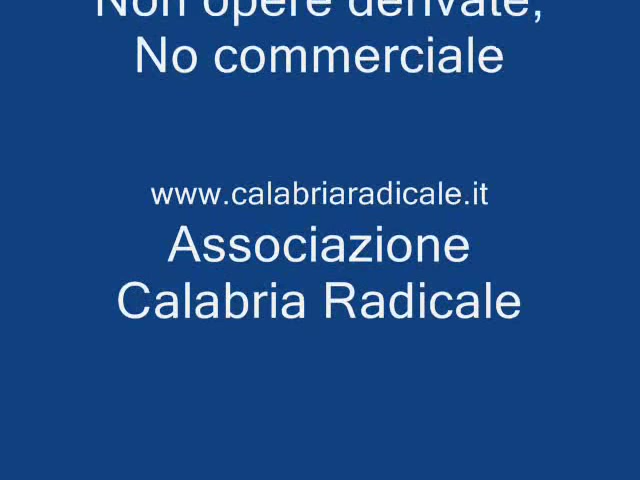 Non opere derivate,
No commerciale
www.calabriaradicale.it
Associazione
Calabria Radicale